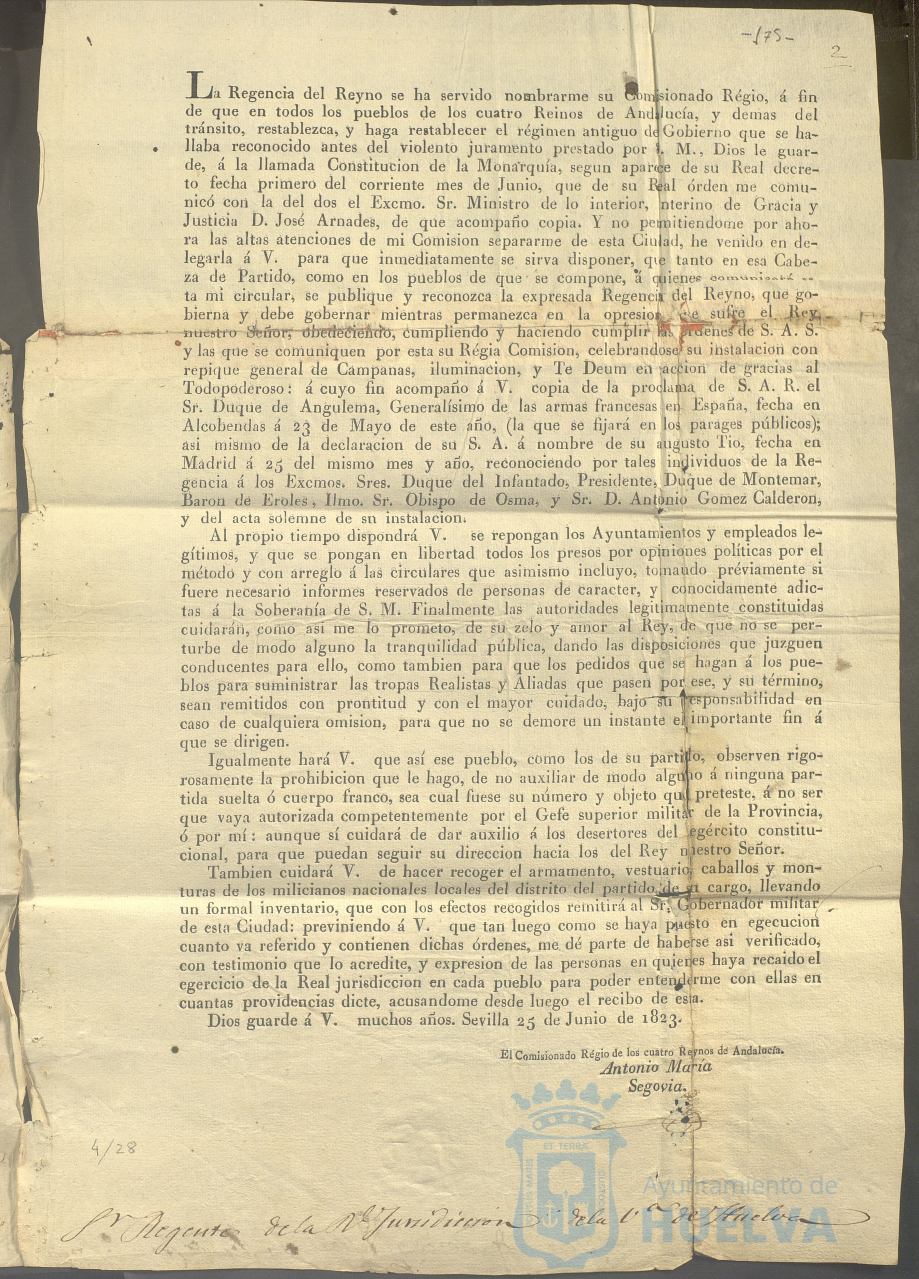 -175-
2
La Regencia del Reyno se ha servido nombrarme su Comisionado Régio, á fin
de que en todos los pueblos de los cuatro Reinos de Andalucía, y demas del
tránsito, restablezca, y haga restablecer el régimen antiguo de Gobierno que se ha-
llaba reconocido antes del violento juramento prestado por S. M., Dios le guar-
de, á la llamada Constitucion de la Monarquía, segun aparece de su Real decre-
to fecha primero del corriente mes de Junio, que de su Real órden me comu-
nicó con la del dos el Excmo. Sr. Ministro de lo interior, interino de Gracia y
Justicia D. José Arnades, de que acompaño copia. Y no permitiendome por aho-
ra las altas atenciones de mi Comision separarme de esta Ciudad, he venido en de-
legarla á V. para que inmediatamente se sirva disponer, que tanto en esa Cabe-
za de Partido, como en los pueblos de que se compone, á quienes comunicará
ta mi circular, se publique y reconozca la expresada Regencia del Reyno, que go-
bierna y debe gobernar mientras permanezca en la opresion que sufre el Rey
nuestro Señor, obedeciendo, cumpliendo y haciendo cumplir las órdenes de S. A. S.
y las que se comuniquen por esta su Régia Comision, celebrandose su instalacion con
repique general de Campanas, iluminacion, y Te Deum en accion de gracias al
Todopoderoso: á cuyo fin acompaño á V. copia de la proclama de S. A. R. el
Sr. Duque de Angulema, Generalísimo de las armas francesas en España, fecha en
Alcobendas á 23 de Mayo de este año, (la que se fijará en los parages públicos);
asi mismo de la declaracion de su S. A. á nombre de su augusto Tio, fecha en
Madrid á 25 del mismo mes y año, reconociendo por tales individuos de la Re-
gencia á los Excmos. Sres. Duque del Infantado, Presidente, Duque de Montemar,
Baron de Eroles, Ilmo. Sr. Obispo de Osma, y Sr. D. Antonio Gomez Calderon,
y del acta solemne de su instalacion.
Al propio tiempo dispondrá V. se repongan los Ayuntamientos y empleados le-
gítimos, y que se pongan en libertad todos los presos por opiniones políticas por el
método y con arreglo á las circulares que asimismo incluyo, tomando préviamente si
fuere necesario informes reservados de personas de caracter, y conocidamente adic-
tas á la Soberanía de S. M. Finalmente las autoridades legitimamente constituidas
cuidarán, como asi me lo prometo, de su zelo y amor al Rey, de que no se per-
turbe de modo alguno la tranquilidad pública, dando las disposiciones que juzguen
conducentes para ello, como tambien para que los pedidos que se hagan á los pue-
blos para suministrar las tropas Realistas y Aliadas que pasen por ese, y su término,
sean remitidos con prontitud y con el mayor cuidado, bajo su responsabilidad en
caso de cualquiera omision, para que no se demore un instante el importante fin á
que se dirigen.
Igualmente hará V. que así ese pueblo, como los de su partido, observen rigo-
rosamente la prohibicion que le hago, de no auxiliar de modo alguno á ninguna par-
tida suelta ó cuerpo franco, sea cual fuese su número y objeto que preteste, á no ser
que vaya autorizada competentemente por el Gefe superior militar de la Provincia,
ó por mí: aunque sí cuidará de dar auxilio á los desertores del egército constitu-
cional, para que puedan seguir su direccion hacia los del Rey nuestro Señor.
Tambien cuidará V. de hacer recoger el armamento, vestuario, caballos y mon-
turas de los milicianos nacionales locales del distrito del partido de su cargo, llevando
un formal inventario, que con los efectos recogidos remitirá al Sr. Gobernador militar
de esta Ciudad: previniendo á V. que tan luego como se haya puesto en egecucion
cuanto va referido y contienen dichas órdenes, me dé parte de haberse asi verificado,
con testimonio que lo acredite, y expresion de las personas en quienes haya recaido el
egercicio de la Real jurisdiccion en cada pueblo para poder entenderme con ellas en
cuantas providencias dicte, acusandome desde luego el recibo de esta.
Dios guarde á V. muchos años. Sevilla 25 de Junio de 1823.
El Comisionado Régio de los cuatro Reynos de Andalucía.
Antonio María
Segovia.
4/28
ET TERRÆ
Ayuntamiento de
HUELVA
Sr Regente de la Rl Jurisdiccion de la Va de Huelva